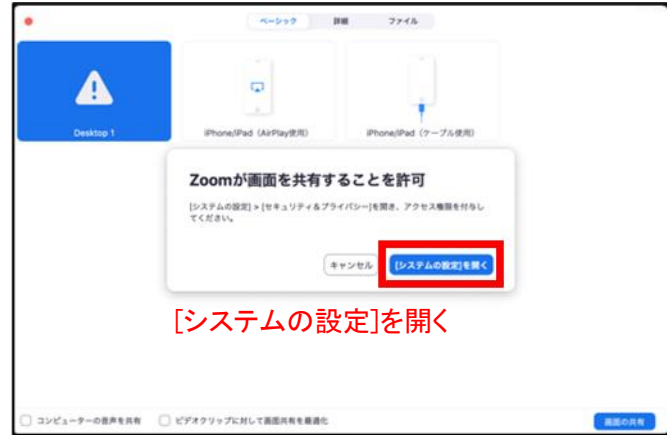 ベーシック 詳細 ファイル
Desktop 1
iPhone/iPad（AirPlay使用）
iPhone/iPad（ケーブル使用）
Zoomが画面を共有することを許可
[システムの設定] > [セキュリティ&プライバシー]を開き、アクセス権限を付与し
てください。
キャンセル [システムの設定]を開く
[システムの設定]を開く
コンピューターの音声を共有 ビデオクリップに対して画面共有を最適化 画面の共有